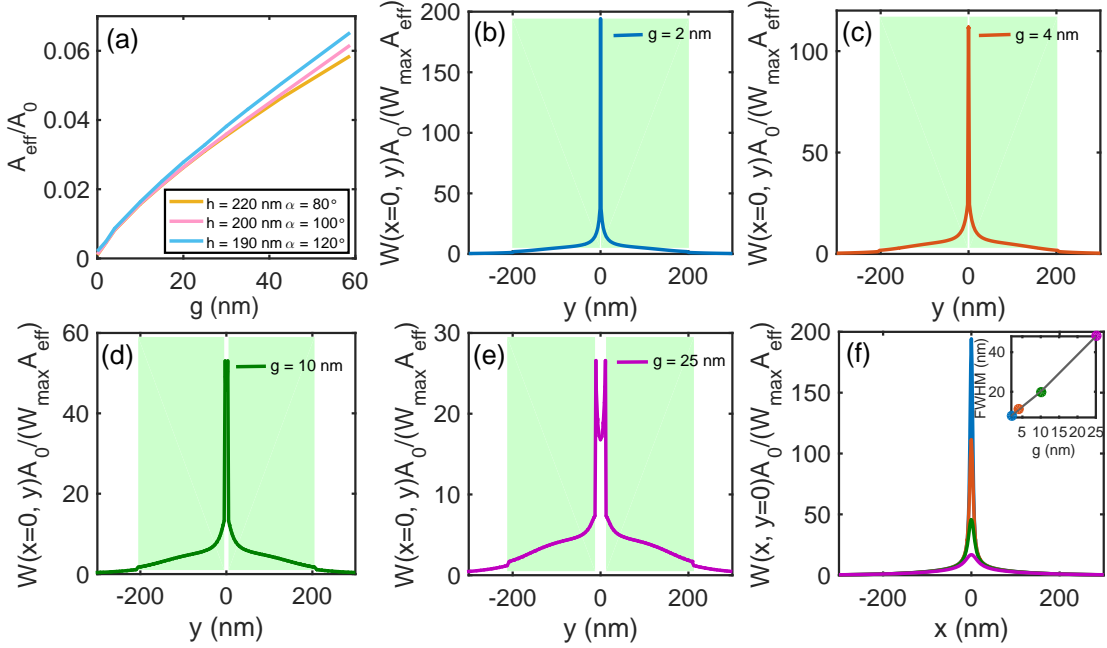 (a)
A_eff/A_0
0.06
0.04
0.02
0
h = 220 nm α = 80°
h = 200 nm α = 100°
h = 190 nm α = 120°
0 20 40 60
g (nm)
(b)
W(x=0, y)A_0/(W_max A_eff)
200
150
100
50
0
g = 2 nm
-200 0 200
y (nm)
(c)
W(x=0, y)A_0/(W_max A_eff)
100
50
0
g = 4 nm
-200 0 200
y (nm)
(d)
W(x=0, y)A_0/(W_max A_eff)
60
40
20
0
g = 10 nm
-200 0 200
y (nm)
(e)
W(x=0, y)A_0/(W_max A_eff)
30
20
10
0
g = 25 nm
-200 0 200
y (nm)
(f)
W(x, y=0)A_0/(W_max A_eff)
200
150
100
50
0
FWHM (nm)
40
20
5 10 15 20 25
g (nm)
-200 0 200
x (nm)